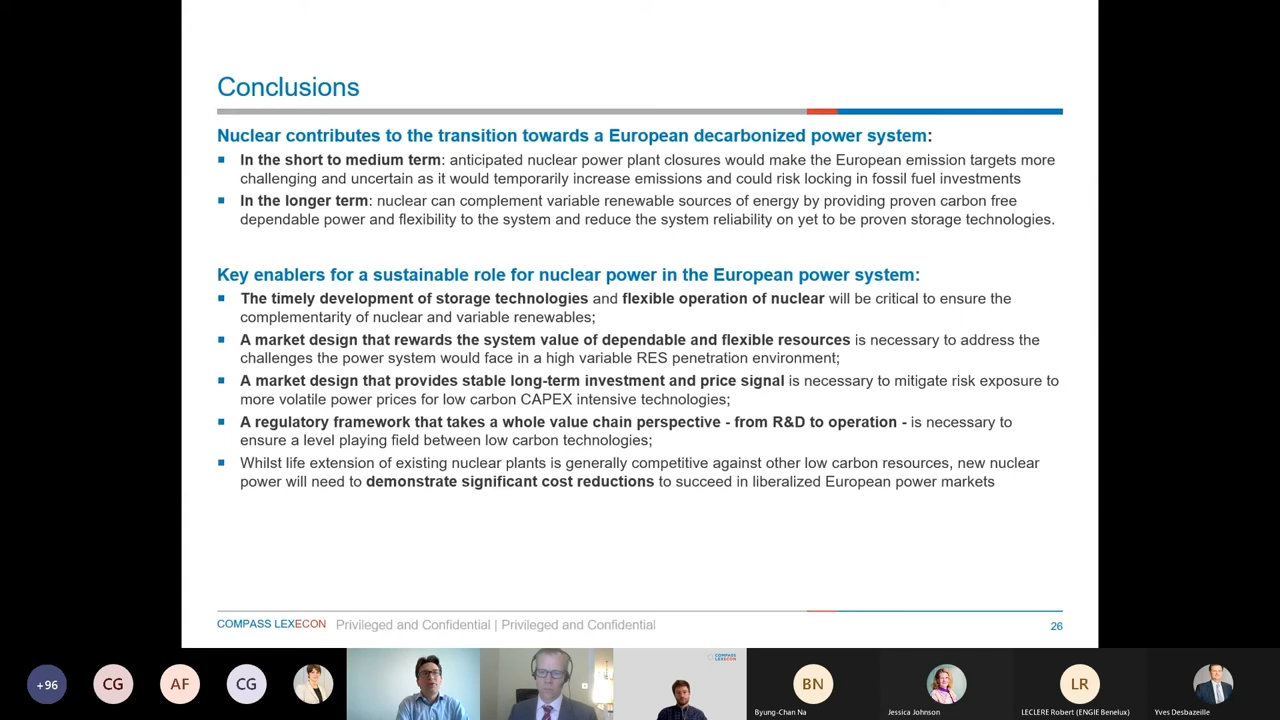 Conclusions
Nuclear contributes to the transition towards a European decarbonized power system:
In the short to medium term: anticipated nuclear power plant closures would make the European emission targets more
challenging and uncertain as it would temporarily increase emissions and could risk locking in fossil fuel investments
In the longer term: nuclear can complement variable renewable sources of energy by providing proven carbon free
dependable power and flexibility to the system and reduce the system reliability on yet to be proven storage technologies.
Key enablers for a sustainable role for nuclear power in the European power system:
The timely development of storage technologies and flexible operation of nuclear will be critical to ensure the
complementarity of nuclear and variable renewables;
A market design that rewards the system value of dependable and flexible resources is necessary to address the
challenges the power system would face in a high variable RES penetration environment;
A market design that provides stable long-term investment and price signal is necessary to mitigate risk exposure to
more volatile power prices for low carbon CAPEX intensive technologies;
A regulatory framework that takes a whole value chain perspective - from R&D to operation - is necessary to
ensure a level playing field between low carbon technologies;
Whilst life extension of existing nuclear plants is generally competitive against other low carbon resources, new nuclear
power will need to demonstrate significant cost reductions to succeed in liberalized European power markets
COMPASS LEXECON Privileged and Confidential | Privileged and Confidential 26
+96 CG AF CG COMPASS LEXECON BN LR
Byung-Chan Na Jessica Johnson LECLERE Robert (ENGIE Benelux) Yves Desbazeille